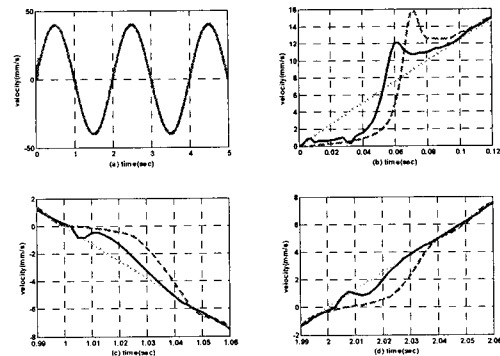 50
velocity(mm/s)
0
-50
0 1 2 3 4 5
(a) time(sec)
16
14
12
10
8
6
4
2
0
velocity(mm/s)
0 0.02 0.04 0.06 0.08 0.10 0.12
(b) time(sec)
2
0
-2
-4
-6
-8
velocity(mm/s)
0.99 1 1.01 1.02 1.03 1.04 1.05 1.06
(c) time(sec)
8
6
4
2
0
-2
velocity(mm/s)
1.99 2 2.01 2.02 2.03 2.04 2.05 2.06
(d) time(sec)